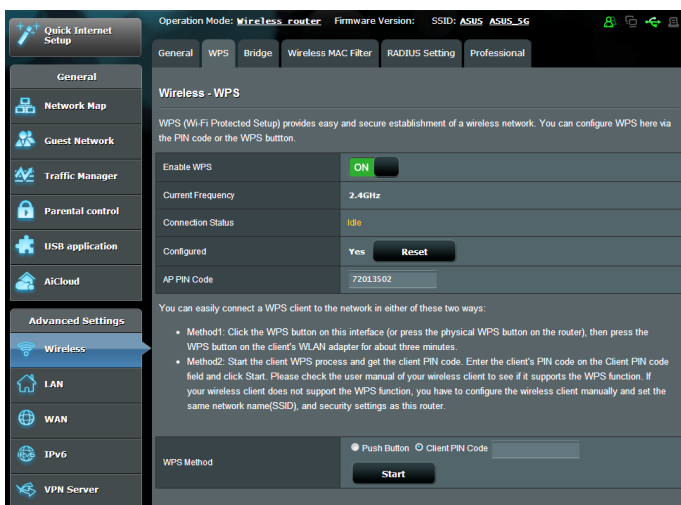 Operation Mode: Wireless router Firmware Version: SSID: ASUS ASUS_5G
Quick Internet
Setup
General WPS Bridge Wireless MAC Filter RADIUS Setting Professional
General
Network Map
Guest Network
Traffic Manager
Parental control
USB application
AiCloud
Advanced Settings
Wireless
LAN
WAN
IPv6
VPN Server
Wireless - WPS
WPS (Wi-Fi Protected Setup) provides easy and secure establishment of a wireless network. You can configure WPS here via
the PIN code or the WPS buttton.
Enable WPS ON
Current Frequency 2.4GHz
Connection Status Idle
Configured Yes Reset
AP PIN Code 72013502
You can easily connect a WPS client to the network in either of these two ways:
• Method1: Click the WPS button on this interface (or press the physical WPS button on the router), then press the
WPS button on the client's WLAN adapter for about three minutes.
• Method2: Start the client WPS process and get the client PIN code. Enter the client's PIN code on the Client PIN code
field and click Start. Please check the user manual of your wireless client to see if it supports the WPS function. If
your wireless client does not support the WPS function, you have to configure the wireless client manually and set the
same network name(SSID), and security settings as this router.
WPS Method Push Button Client PIN Code
Start